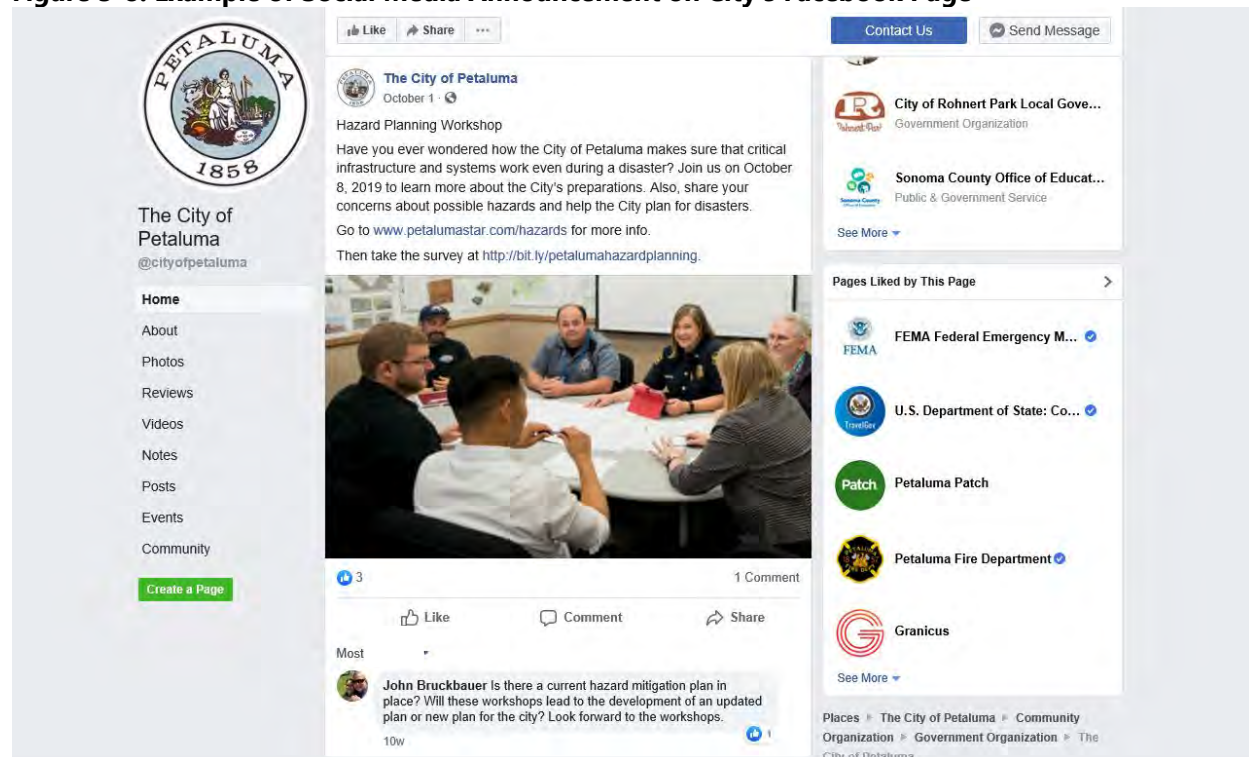 Figure 3-6: Example of Social Media Announcement on City's Facebook Page
PETALUMA
1858
The City of
Petaluma
@cityofpetaluma
Home
About
Photos
Reviews
Videos
Notes
Posts
Events
Community
Create a Page
Like
Share
...
Contact Us
Send Message
The City of Petaluma
October 1 ·
Hazard Planning Workshop
Have you ever wondered how the City of Petaluma makes sure that critical
infrastructure and systems work even during a disaster? Join us on October
8, 2019 to learn more about the City's preparations. Also, share your
concerns about possible hazards and help the City plan for disasters.
Go to www.petalumastar.com/hazards for more info.
Then take the survey at http://bit.ly/petalumahazardplanning.
3
1 Comment
Like
Comment
Share
Most
John Bruckbauer Is there a current hazard mitigation plan in
place? Will these workshops lead to the development of an updated
plan or new plan for the city? Look forward to the workshops.
10w
1
Rohnert Park
City of Rohnert Park Local Gove...
Government Organization
Sonoma County
Sonoma County Office of Educat...
Public & Government Service
See More
Pages Liked by This Page
FEMA
FEMA Federal Emergency M...
TravelGov
U.S. Department of State: Co...
Patch
Petaluma Patch
Petaluma Fire Department
Granicus
See More
Places The City of Petaluma Community
Organization Government Organization The
City of Petaluma